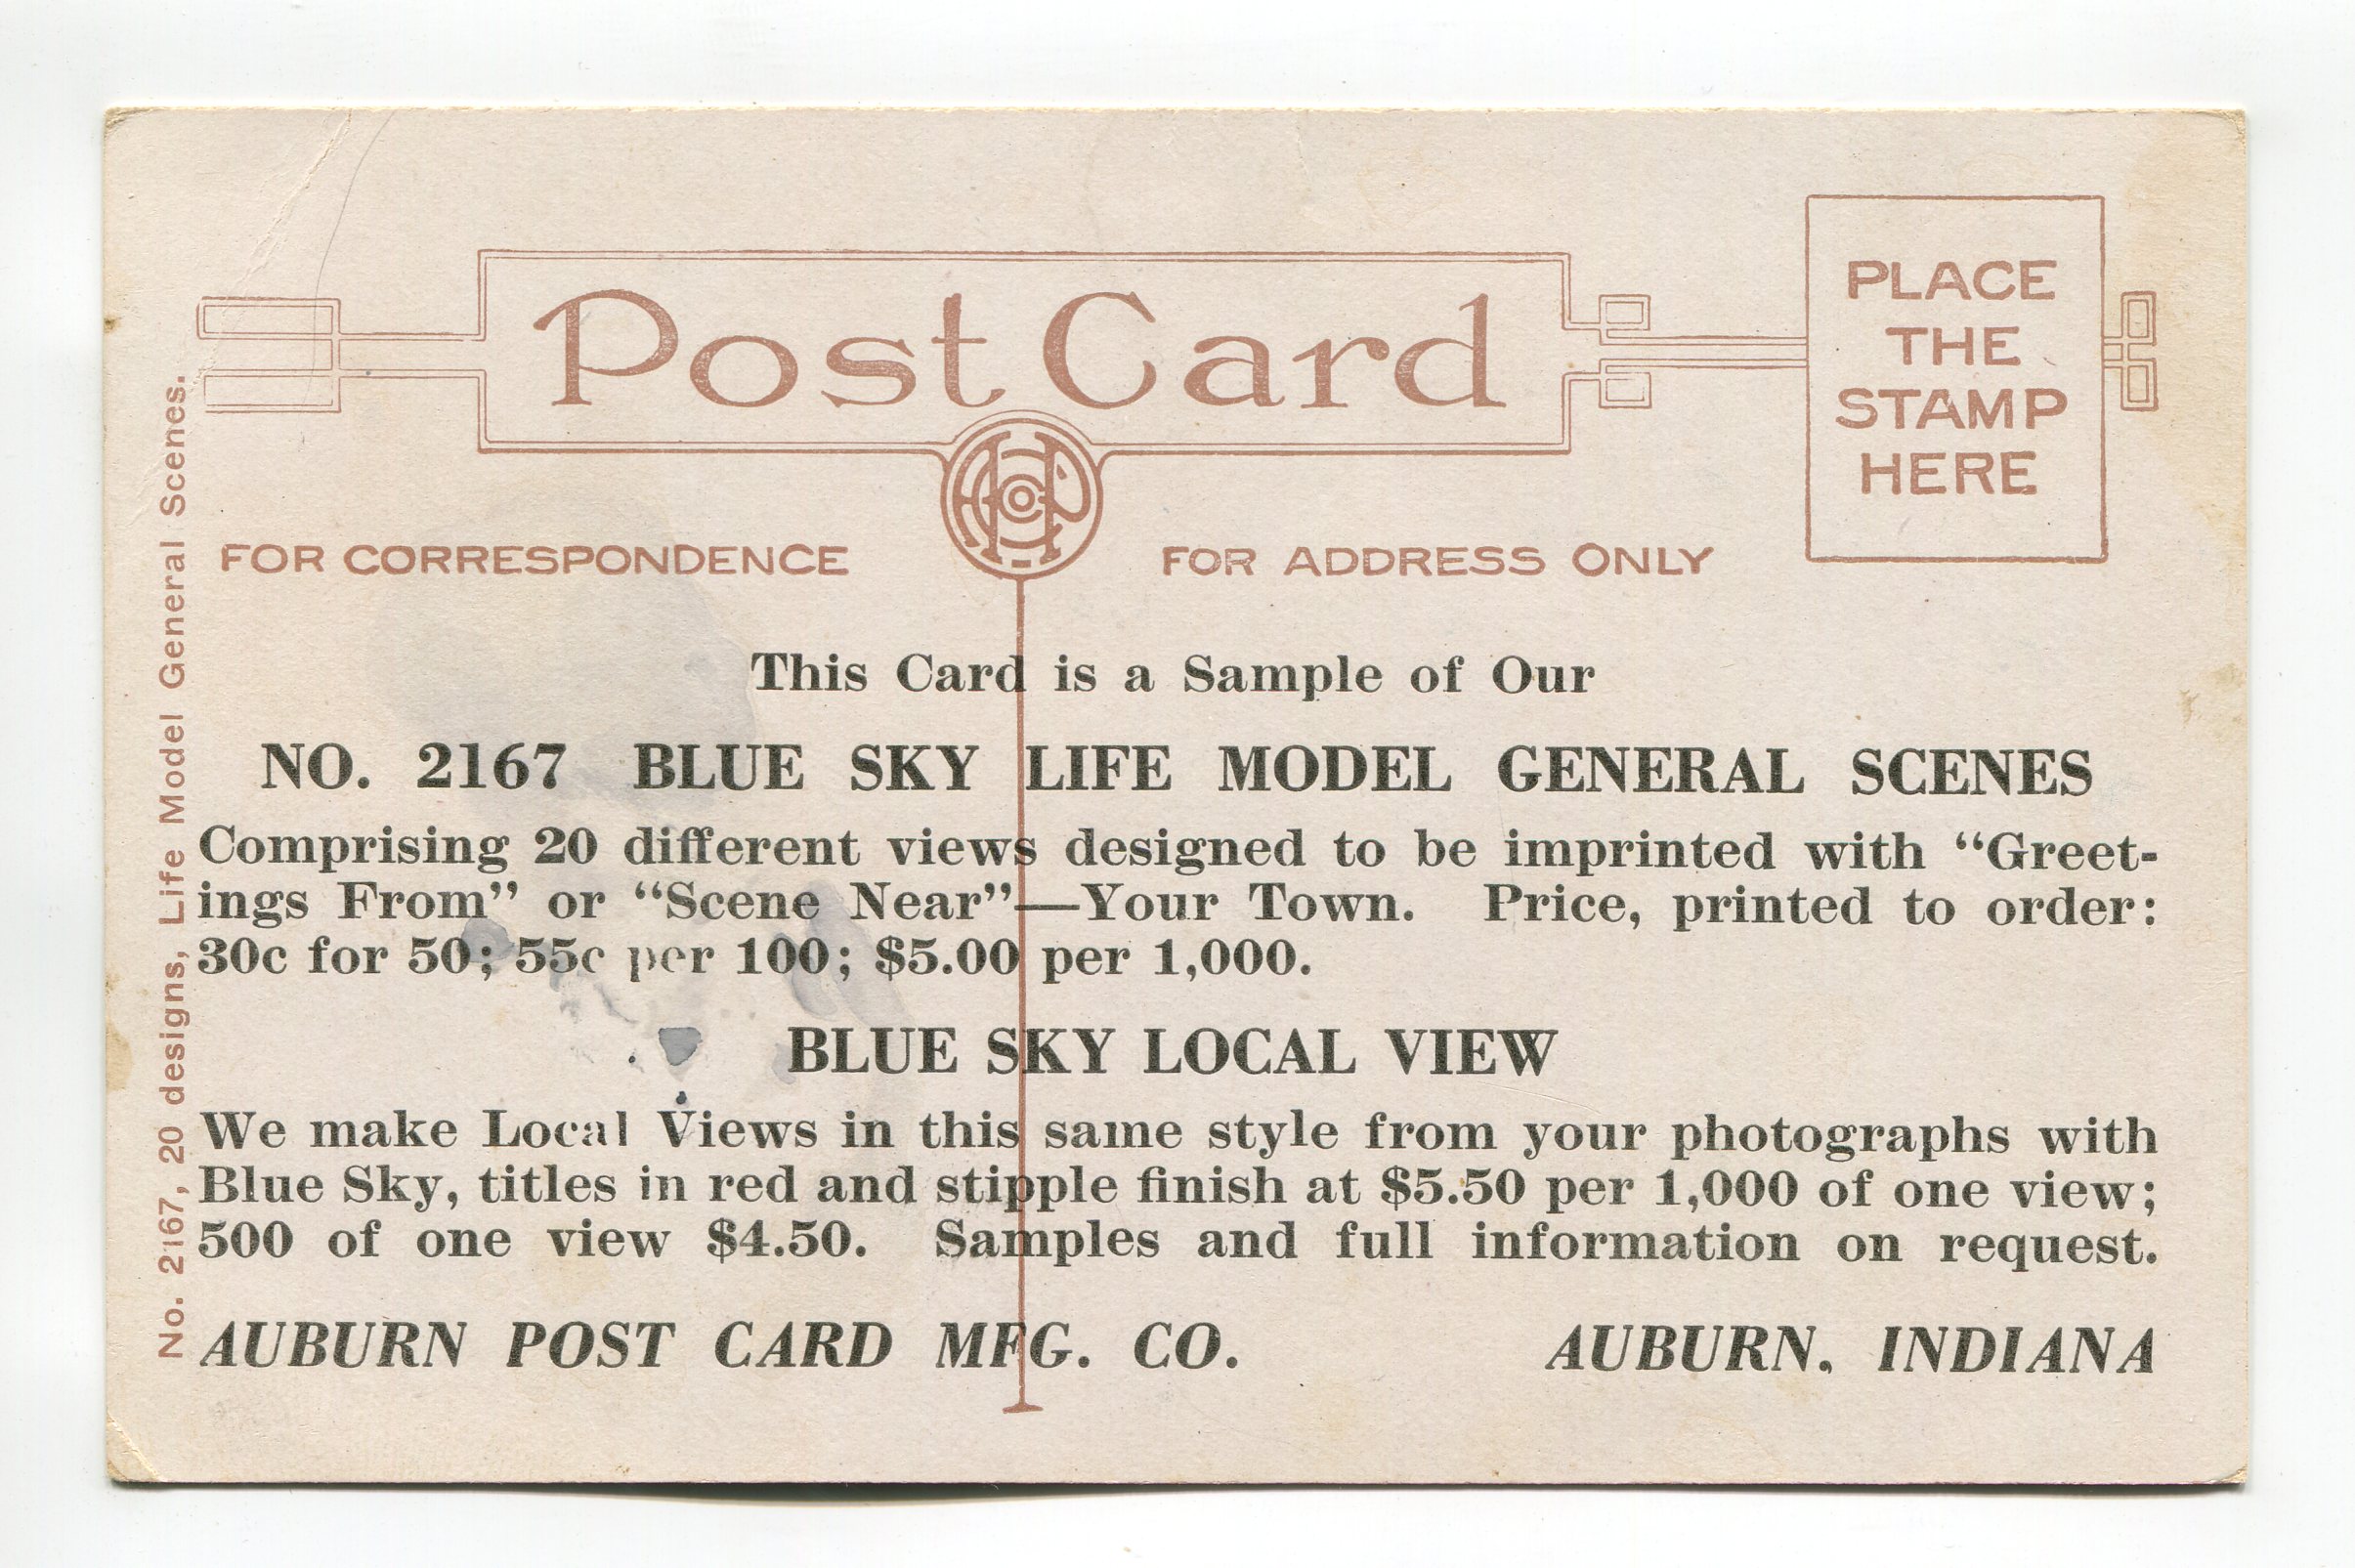 Post Card
PLACE
THE
STAMP
HERE
FOR CORRESPONDENCE
FOR ADDRESS ONLY
This Card is a Sample of Our
NO. 2167 BLUE SKY LIFE MODEL GENERAL SCENES
Comprising 20 different views designed to be imprinted with “Greet-
ings From” or “Scene Near”—Your Town. Price, printed to order:
30c for 50; 55c per 100; $5.00 per 1,000.
BLUE SKY LOCAL VIEW
We make Local Views in this same style from your photographs with
Blue Sky, titles in red and stipple finish at $5.50 per 1,000 of one view;
500 of one view $4.50. Samples and full information on request.
AUBURN POST CARD MFG. CO. AUBURN, INDIANA
No. 2167, 20 designs, Life Model General Scenes.